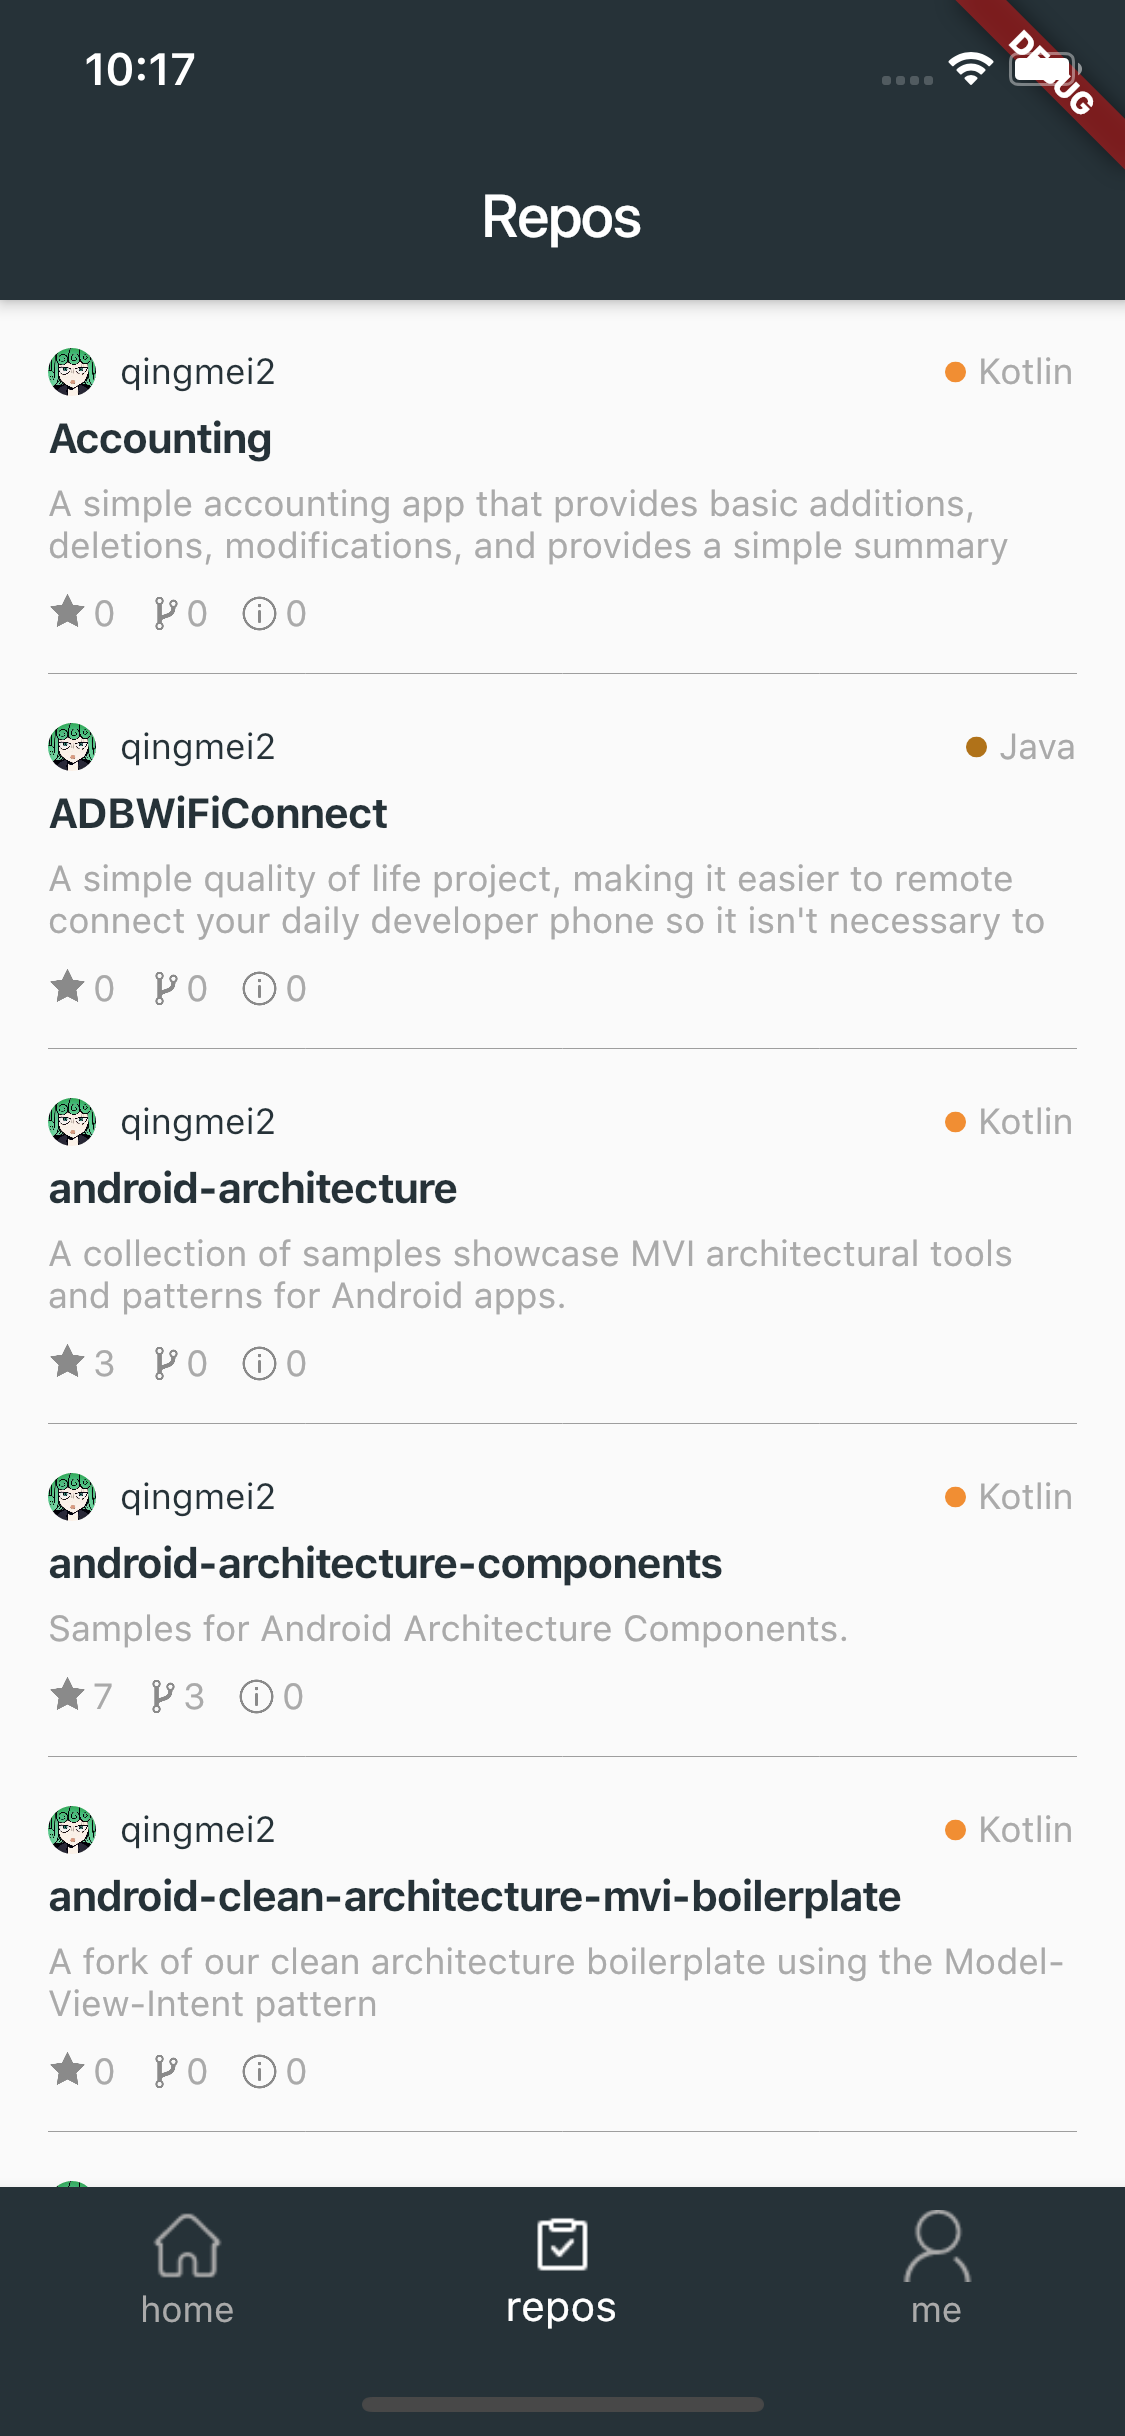 10:17
DEBUG
Repos
qingmei2
Kotlin
Accounting
A simple accounting app that provides basic additions,
deletions, modifications, and provides a simple summary
0 0 0
qingmei2
Java
ADBWiFiConnect
A simple quality of life project, making it easier to remote
connect your daily developer phone so it isn't necessary to
0 0 0
qingmei2
Kotlin
android-architecture
A collection of samples showcase MVI architectural tools
and patterns for Android apps.
3 0 0
qingmei2
Kotlin
android-architecture-components
Samples for Android Architecture Components.
7 3 0
qingmei2
Kotlin
android-clean-architecture-mvi-boilerplate
A fork of our clean architecture boilerplate using the Model-
View-Intent pattern
0 0 0
home
repos
me